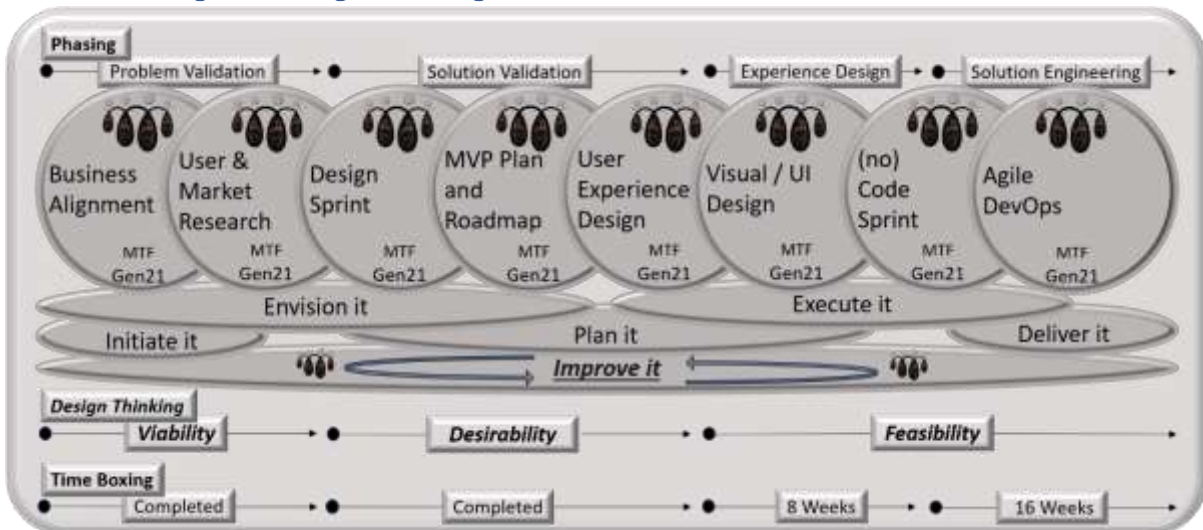 Phasing
Problem Validation
Solution Validation
Experience Design
Solution Engineering
Business
Alignment
MTF
Gen21
User &
Market
Research
MTF
Gen21
Design
Sprint
MTF
Gen21
MVP Plan
and
Roadmap
MTF
Gen21
User
Experience
Design
MTF
Gen21
Visual / UI
Design
MTF
Gen21
(no)
Code
Sprint
MTF
Gen21
Agile
DevOps
MTF
Gen21
Envision it
Execute it
Initiate it
Plan it
Deliver it
Improve it
Design Thinking
Viability
Desirability
Feasibility
Time Boxing
Completed
Completed
8 Weeks
16 Weeks